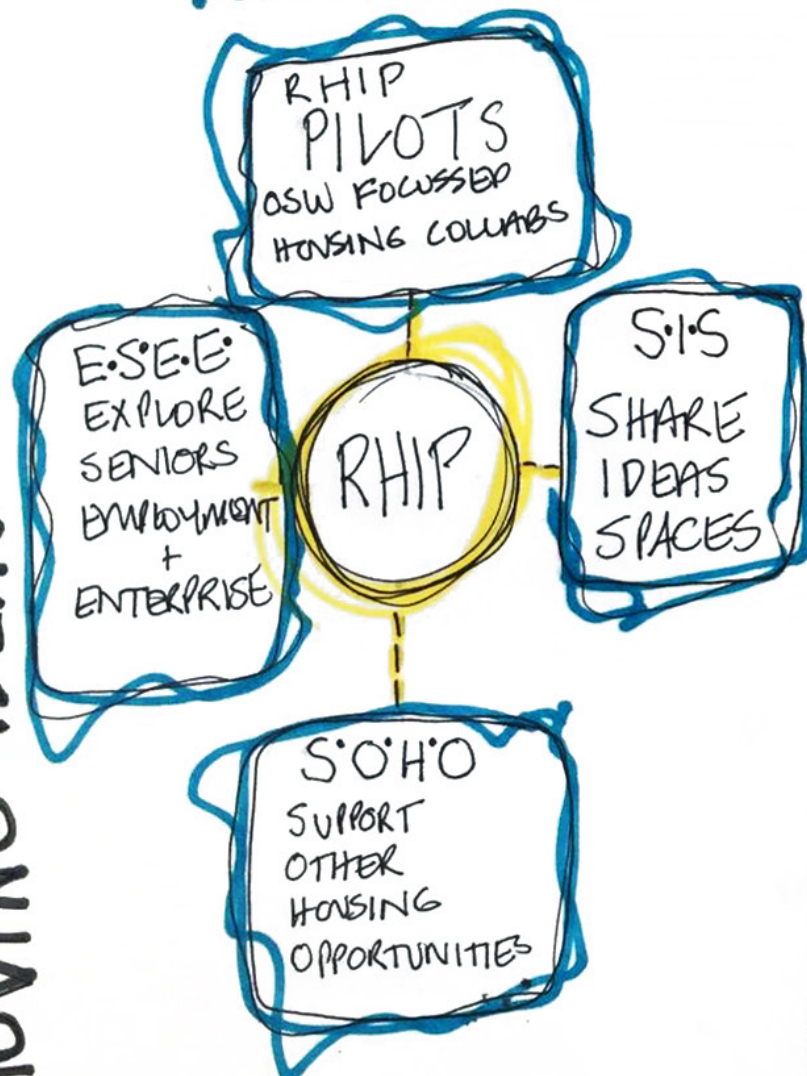 RHIP
PILOTS
OSW FOCUSSED
HOUSING COLLABS
E.S.E.E.
EXPLORE
SENIORS
EMPLOYMENT
+
ENTERPRISE
RHIP
S.I.S
SHARE
IDEAS
SPACES
S.O.H.O
SUPPORT
OTHER
HOUSING
OPPORTUNITIES